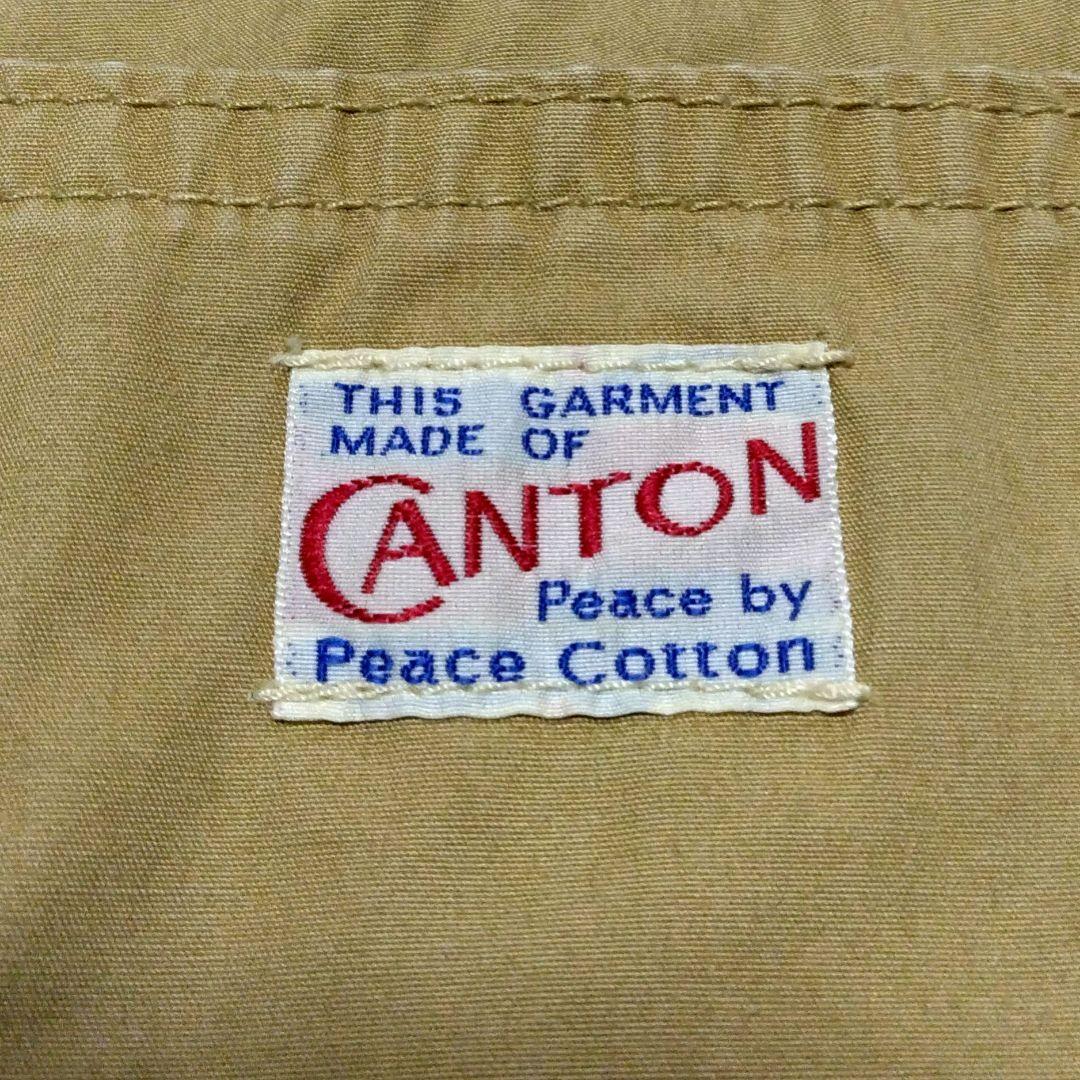 THIS GARMENT
MADE OF
CANTON
Peace by
Peace Cotton